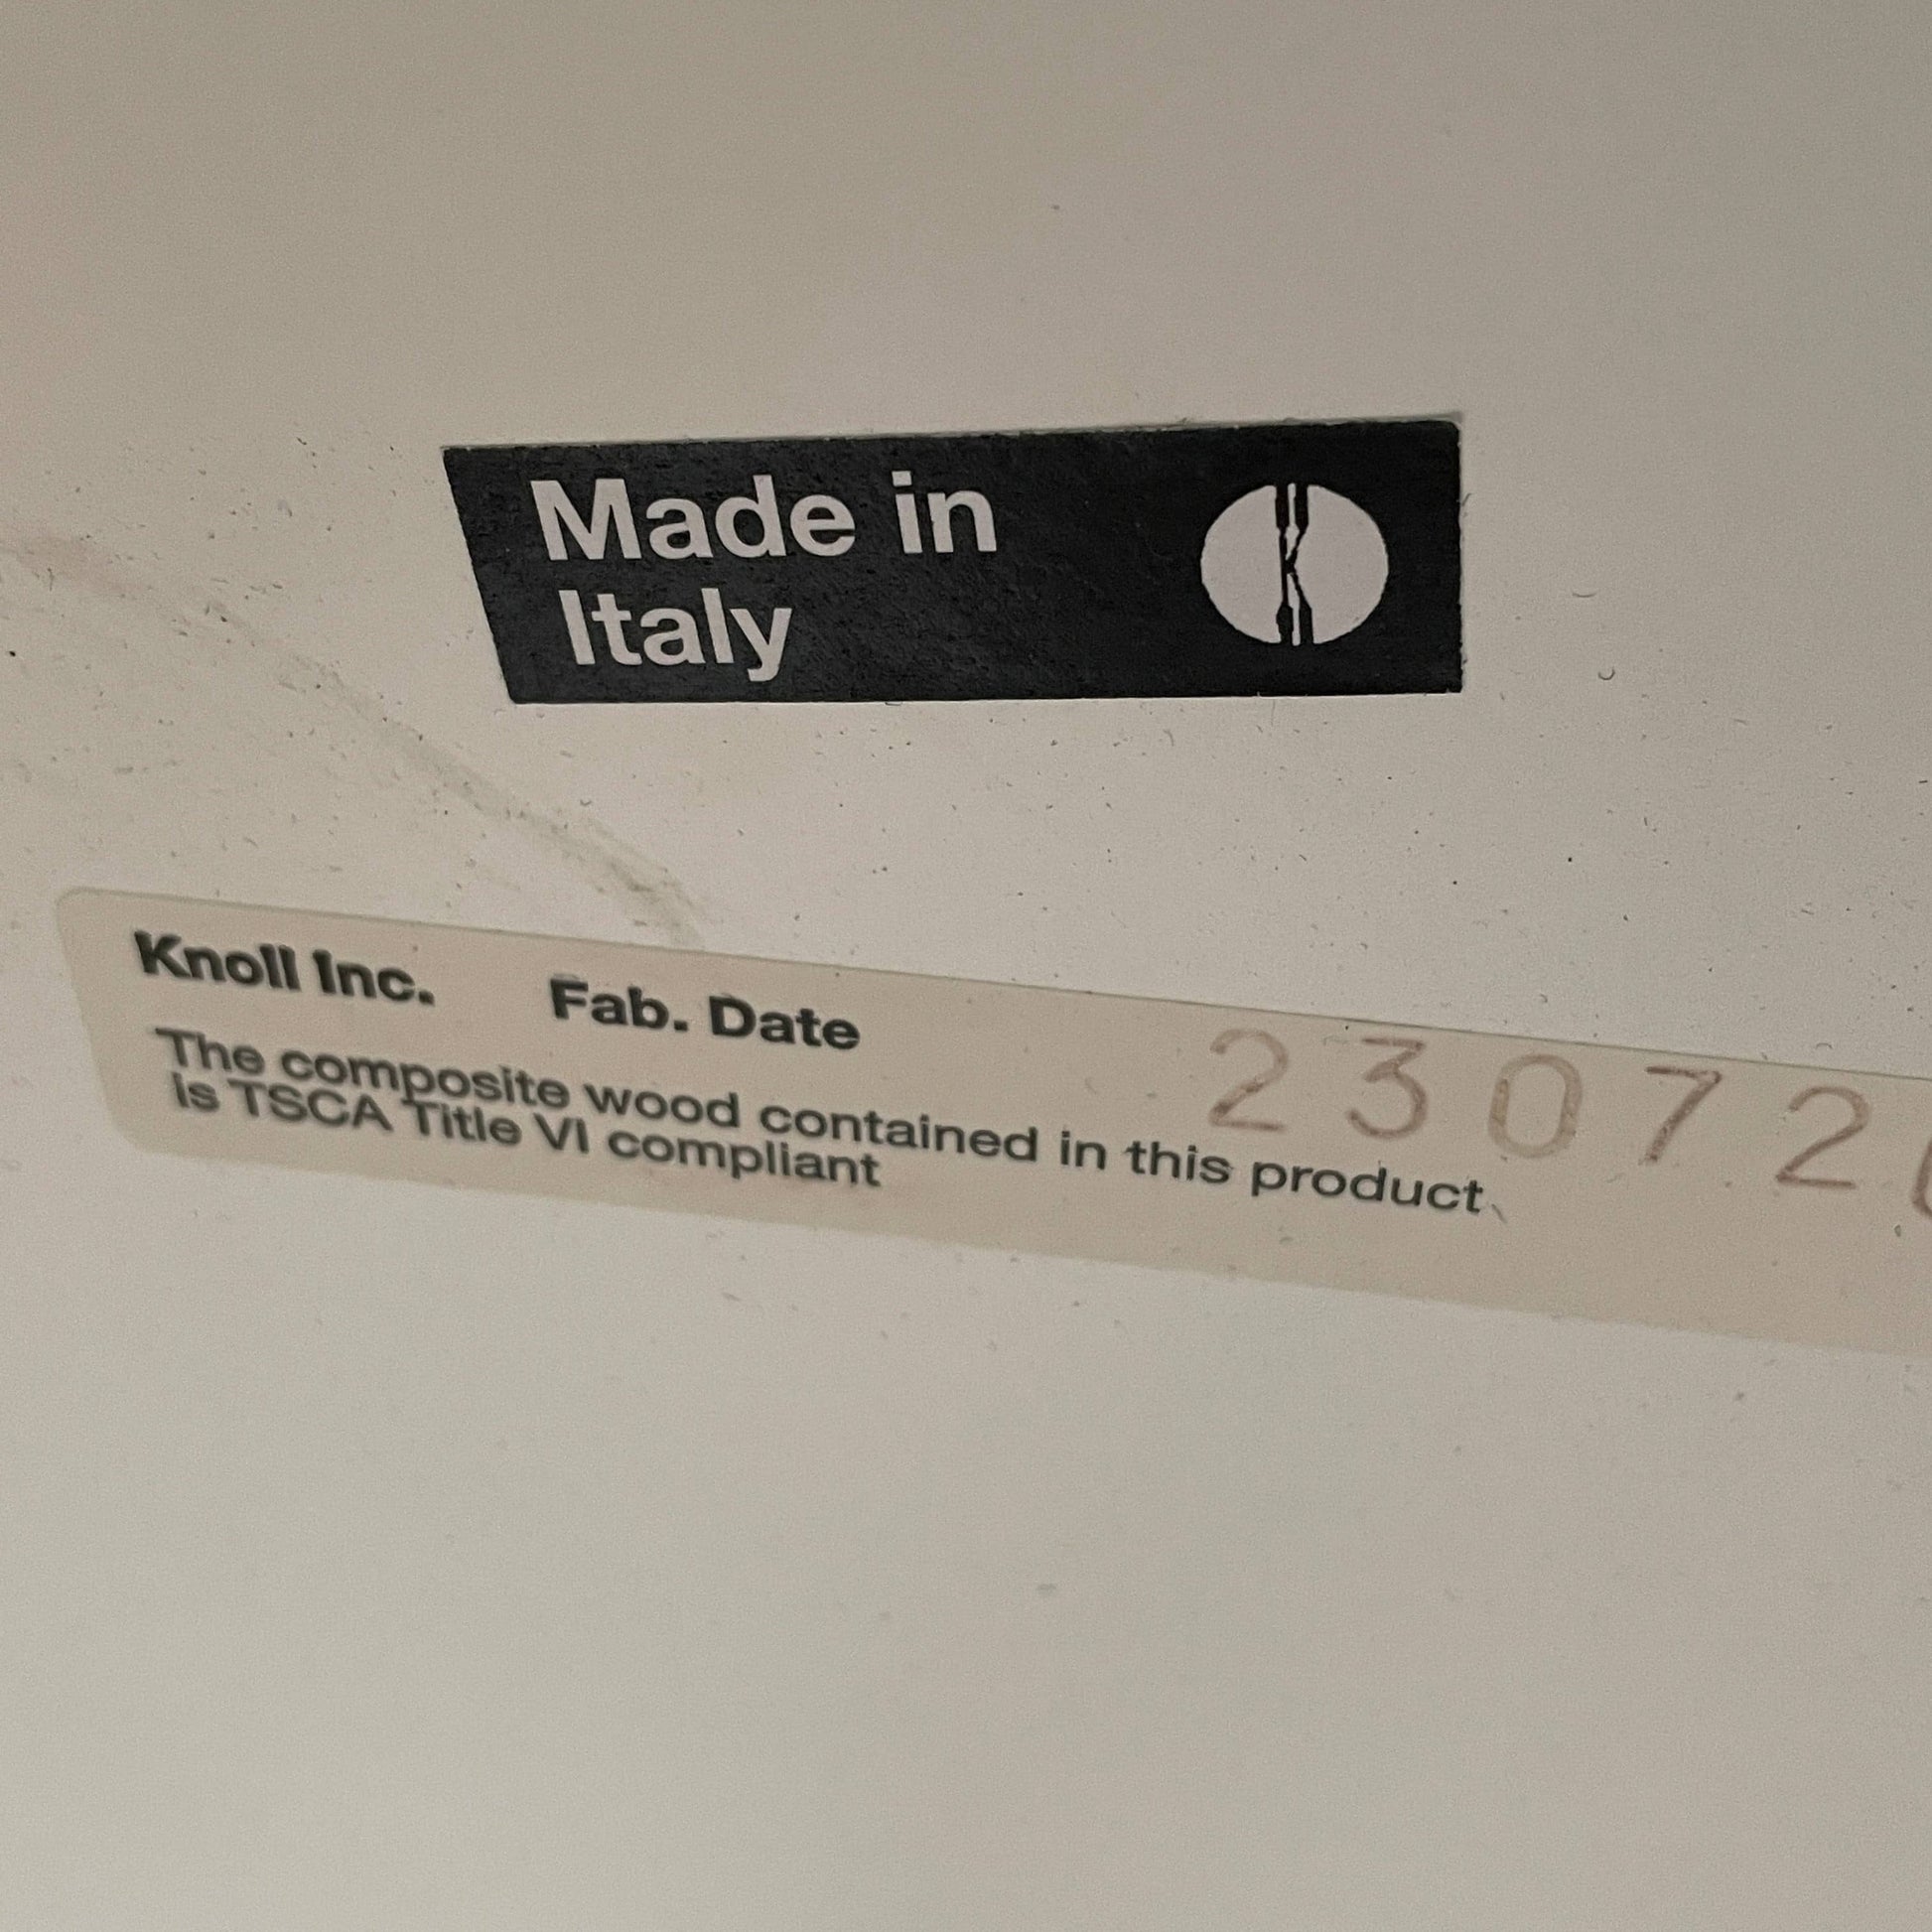 Made in
Italy
K
Knoll Inc. Fab. Date 23072
The composite wood contained in this product
is TSCA Title VI compliant